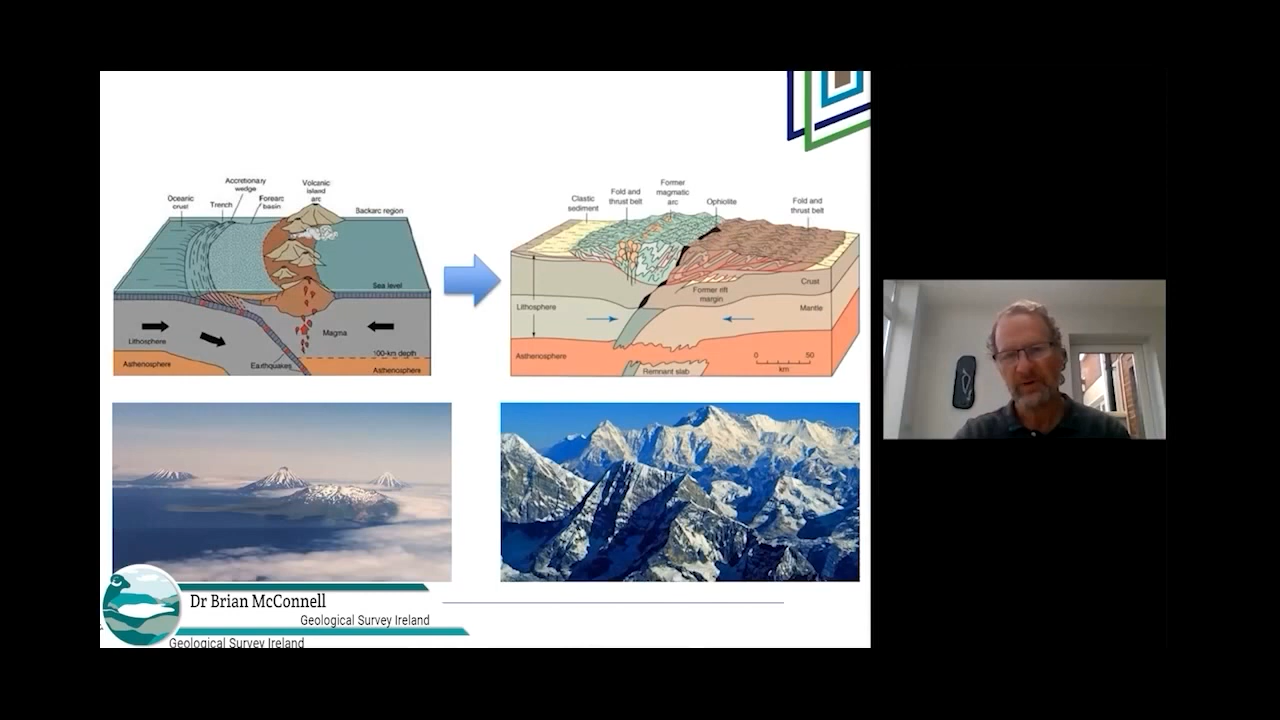 Accretionary
wedge
Volcanic
island
arc
Oceanic
crust
Trench
Forearc
basin
Backarc region
Sea level
Magma
Lithosphere
100-km depth
Asthenosphere
Earthquakes
Asthenosphere
Clastic
sediment
Fold and
thrust belt
Former
magmatic
arc
Ophiolite
Fold and
thrust belt
Crust
Former rift
margin
Lithosphere
Mantle
Asthenosphere
0 50
km
Remnant slab
Dr Brian McConnell
Geological Survey Ireland
Geological Survey Ireland